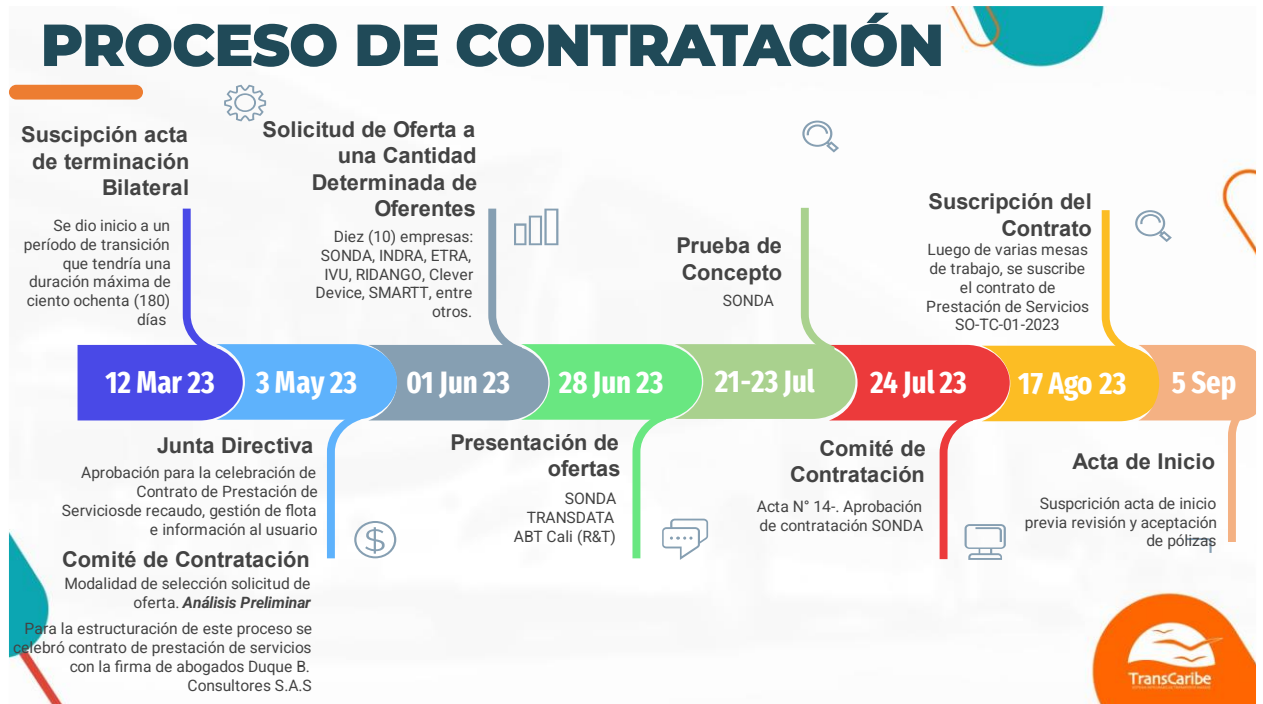 PROCESO DE CONTRATACIÓN
Suscipción acta
de terminación
Bilateral
Se dio inicio a un
período de transición
que tendría una
duración máxima de
ciento ochenta (180)
días
Solicitud de Oferta a
una Cantidad
Determinada de
Oferentes
Diez (10) empresas:
SONDA, INDRA, ETRA,
IVU, RIDANGO, Clever
Device, SMARTT, entre
otros.
Prueba de
Concepto
SONDA
Suscripción del
Contrato
Luego de varias mesas
de trabajo, se suscribe
el contrato de
Prestación de Servicios
SO-TC-01-2023
12 Mar 23
3 May 23
01 Jun 23
28 Jun 23
21-23 Jul
24 Jul 23
17 Ago 23
5 Sep
Junta Directiva
Aprobación para la celebración de
Contrato de Prestación de
Serviciosde recaudo, gestión de flota
e información al usuario
Comité de Contratación
Modalidad de selección solicitud de
oferta. Análisis Preliminar
Para la estructuración de este proceso se
celebró contrato de prestación de servicios
con la firma de abogados Duque B.
Consultores S.A.S
Presentación de
ofertas
SONDA
TRANSDATA
ABT Cali (R&T)
Comité de
Contratación
Acta N° 14-. Aprobación
de contratación SONDA
Acta de Inicio
Suspcrición acta de inicio
previa revisión y aceptación
de pólizas
TransCaribe